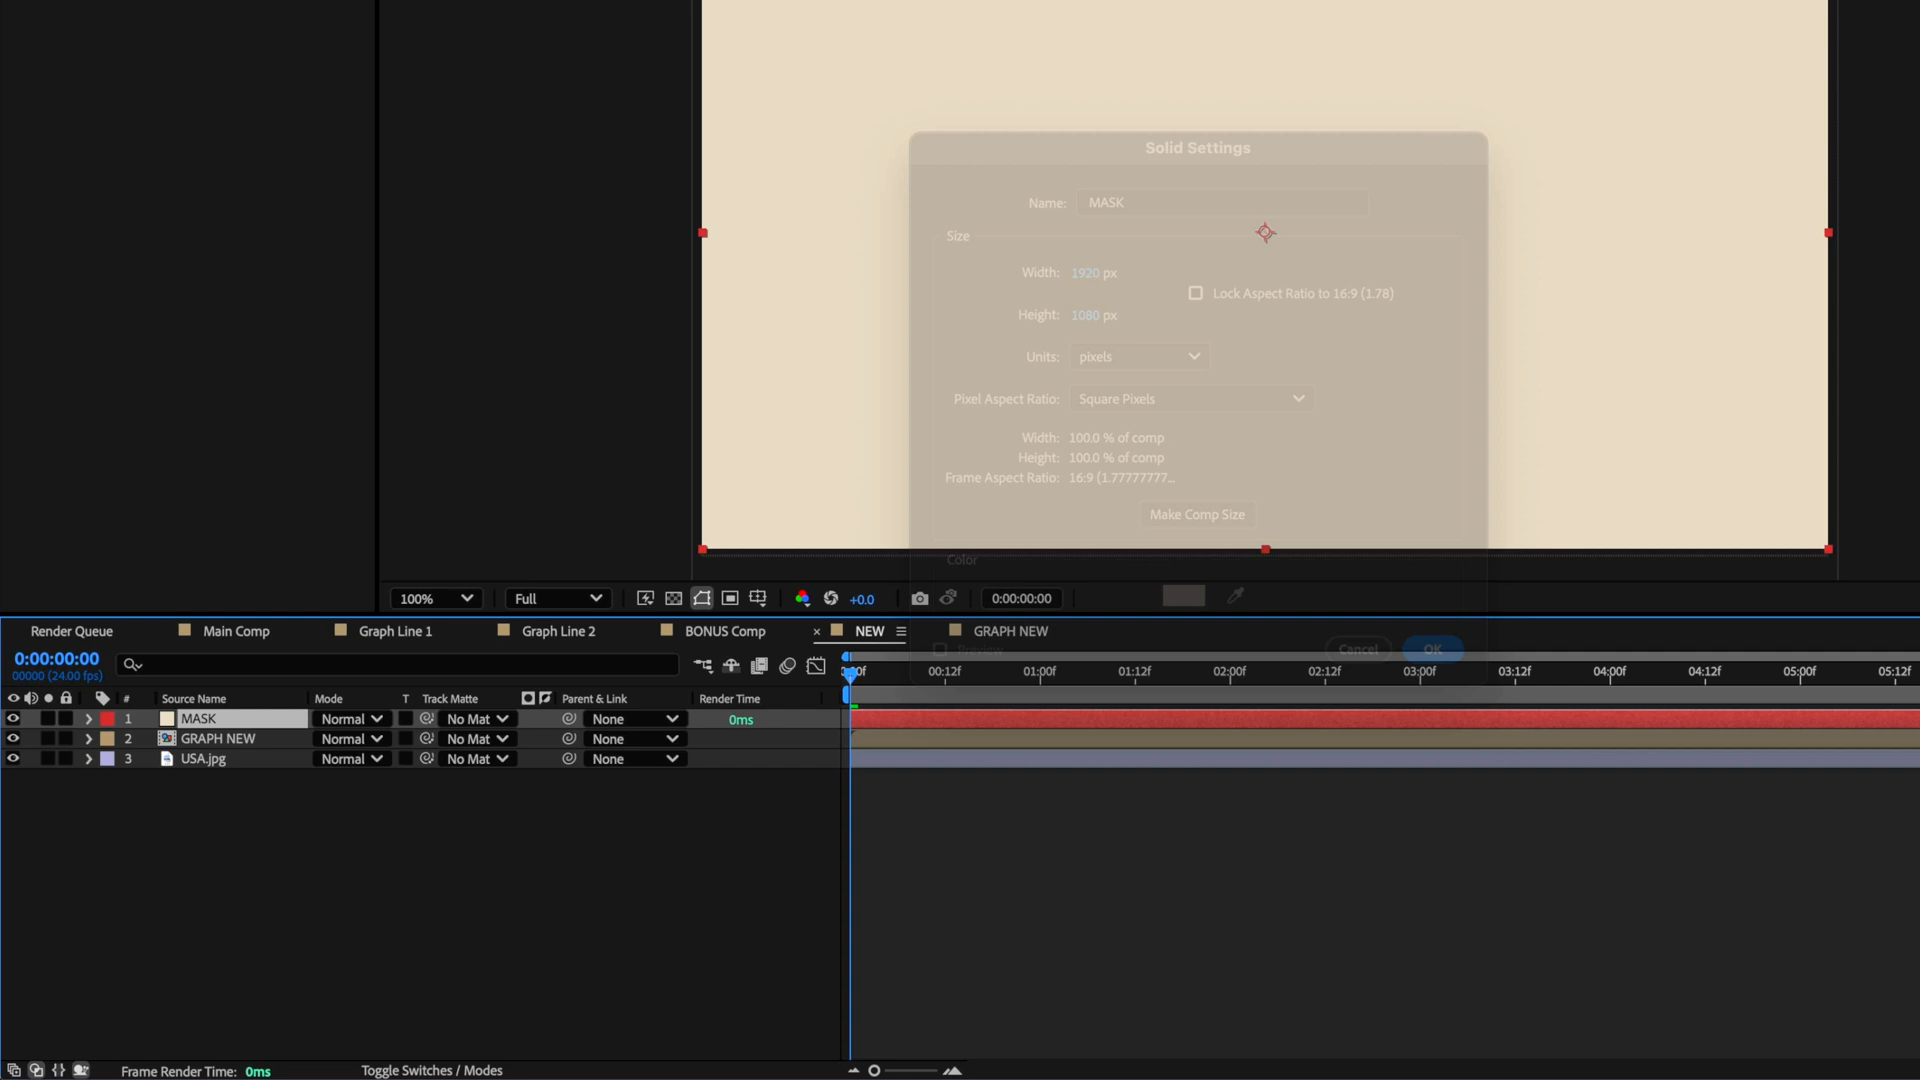 Solid Settings
Name: MASK
Size
Width: 1920 px
Lock Aspect Ratio to 16:9 (1.78)
Height: 1080 px
Units: pixels
Pixel Aspect Ratio: Square Pixels
Width: 100.0 % of comp
Height: 100.0 % of comp
Frame Aspect Ratio: 16:9 (1.77777777...
Make Comp Size
Color
100% Full +0.0 0:00:00:00
Render Queue Main Comp Graph Line 1 Graph Line 2 BONUS Comp × NEW GRAPH NEW
Preview Cancel OK
0:00:00:00
00000 (24.00 fps)
00:12f 01:00f 01:12f 02:00f 02:12f 03:00f 03:12f 04:00f 04:12f 05:00f 05:12f
# Source Name Mode T Track Matte Parent & Link Render Time
1 MASK Normal No Mat None 0ms
2 GRAPH NEW Normal No Mat None
3 USA.jpg Normal No Mat None
Frame Render Time: 0ms Toggle Switches / Modes